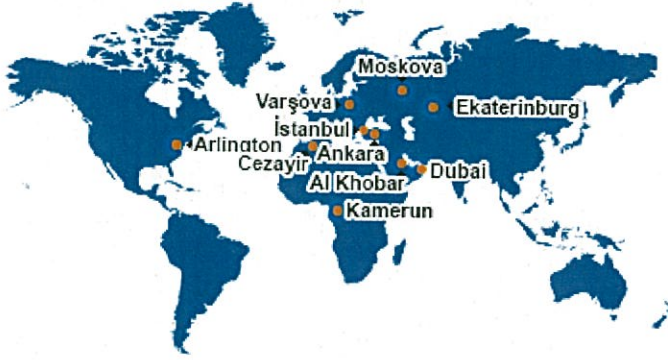 Moskova
Varşova
Ekaterinburg
İstanbul
Arlington
Cezayir
Ankara
Al Khobar
Dubai
Kamerun